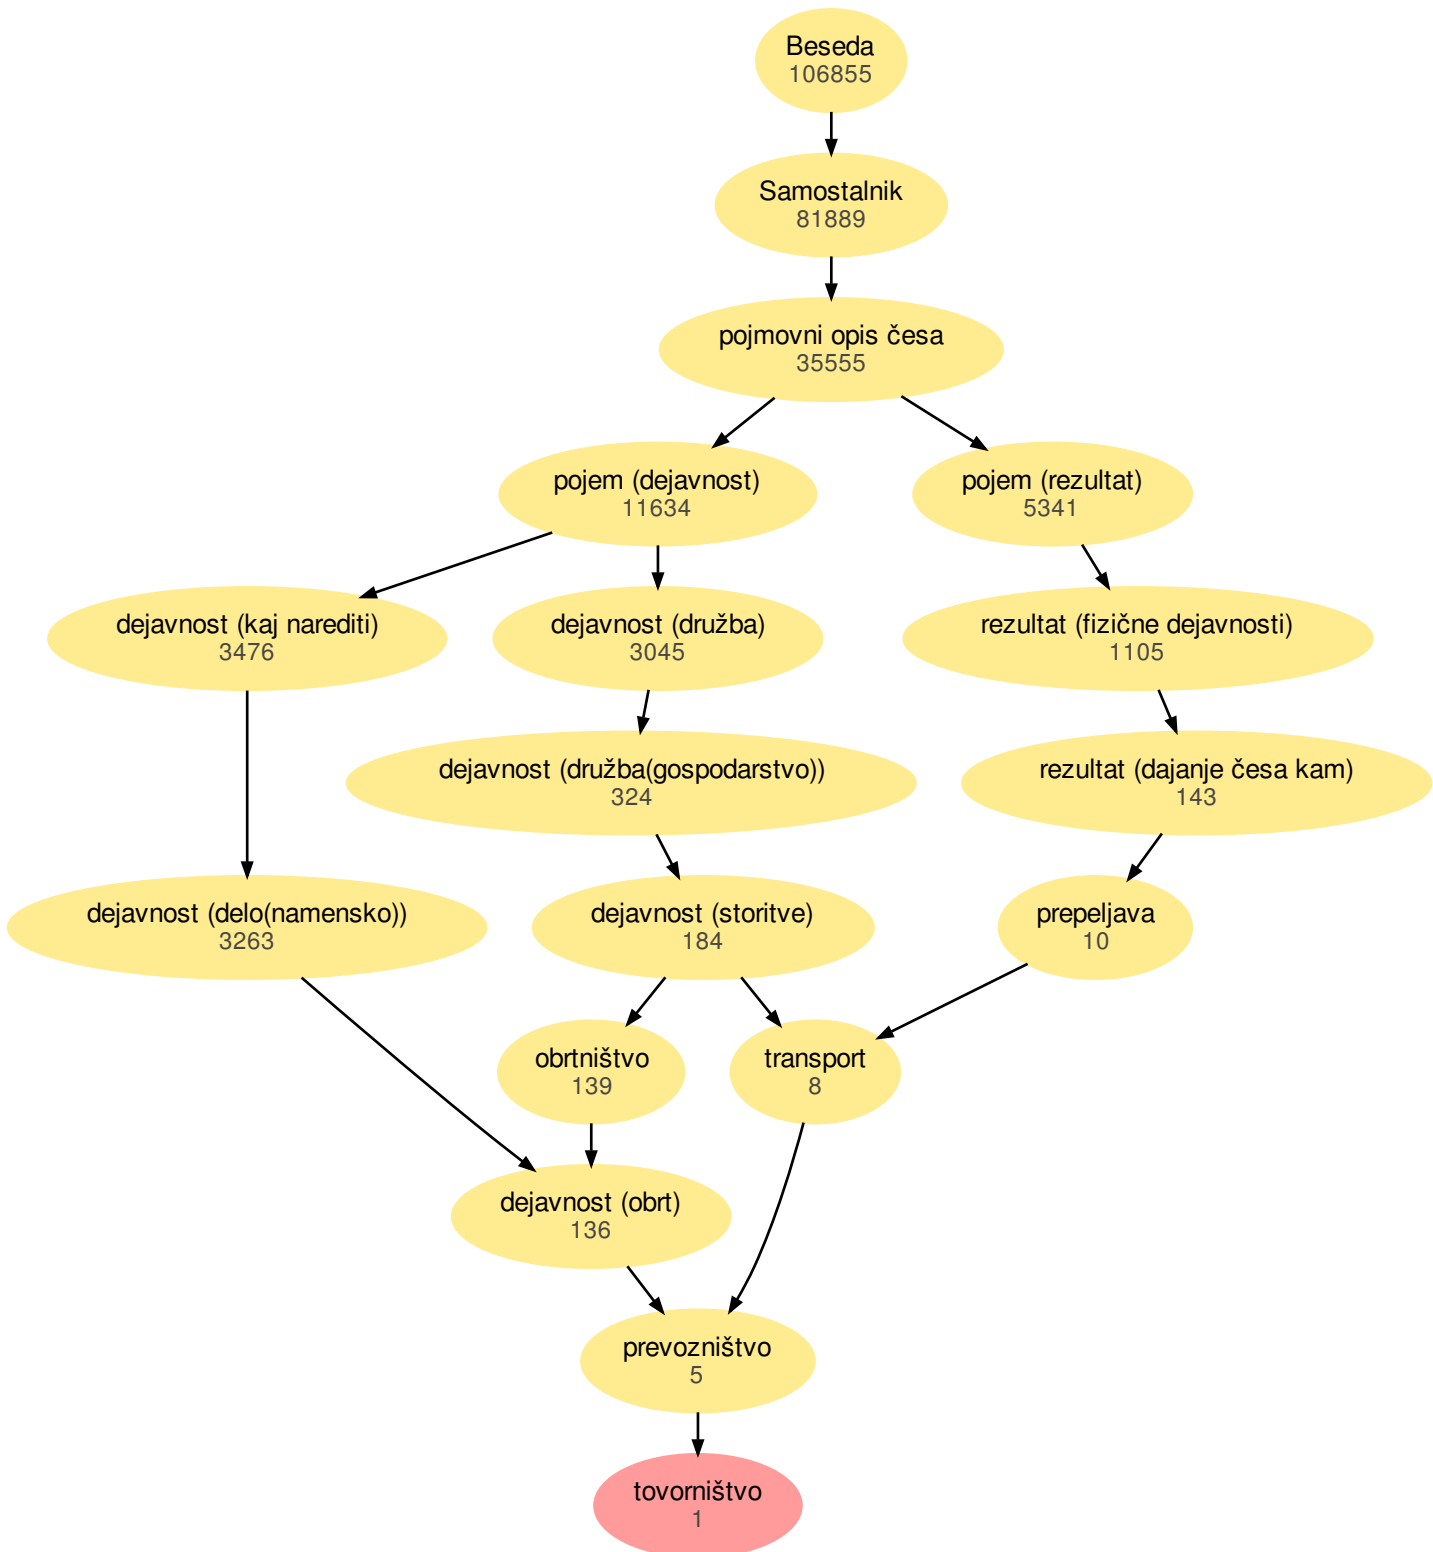 Beseda
106855
Samostalnik
81889
pojmovni opis česa
35555
pojem (dejavnost)
11634
pojem (rezultat)
5341
dejavnost (kaj narediti)
3476
dejavnost (družba)
3045
rezultat (fizične dejavnosti)
1105
dejavnost (družba(gospodarstvo))
324
rezultat (dajanje česa kam)
143
dejavnost (delo(namensko))
3263
dejavnost (storitve)
184
prepeljava
10
obrtništvo
139
transport
8
dejavnost (obrt)
136
prevozništvo
5
tovorništvo
1